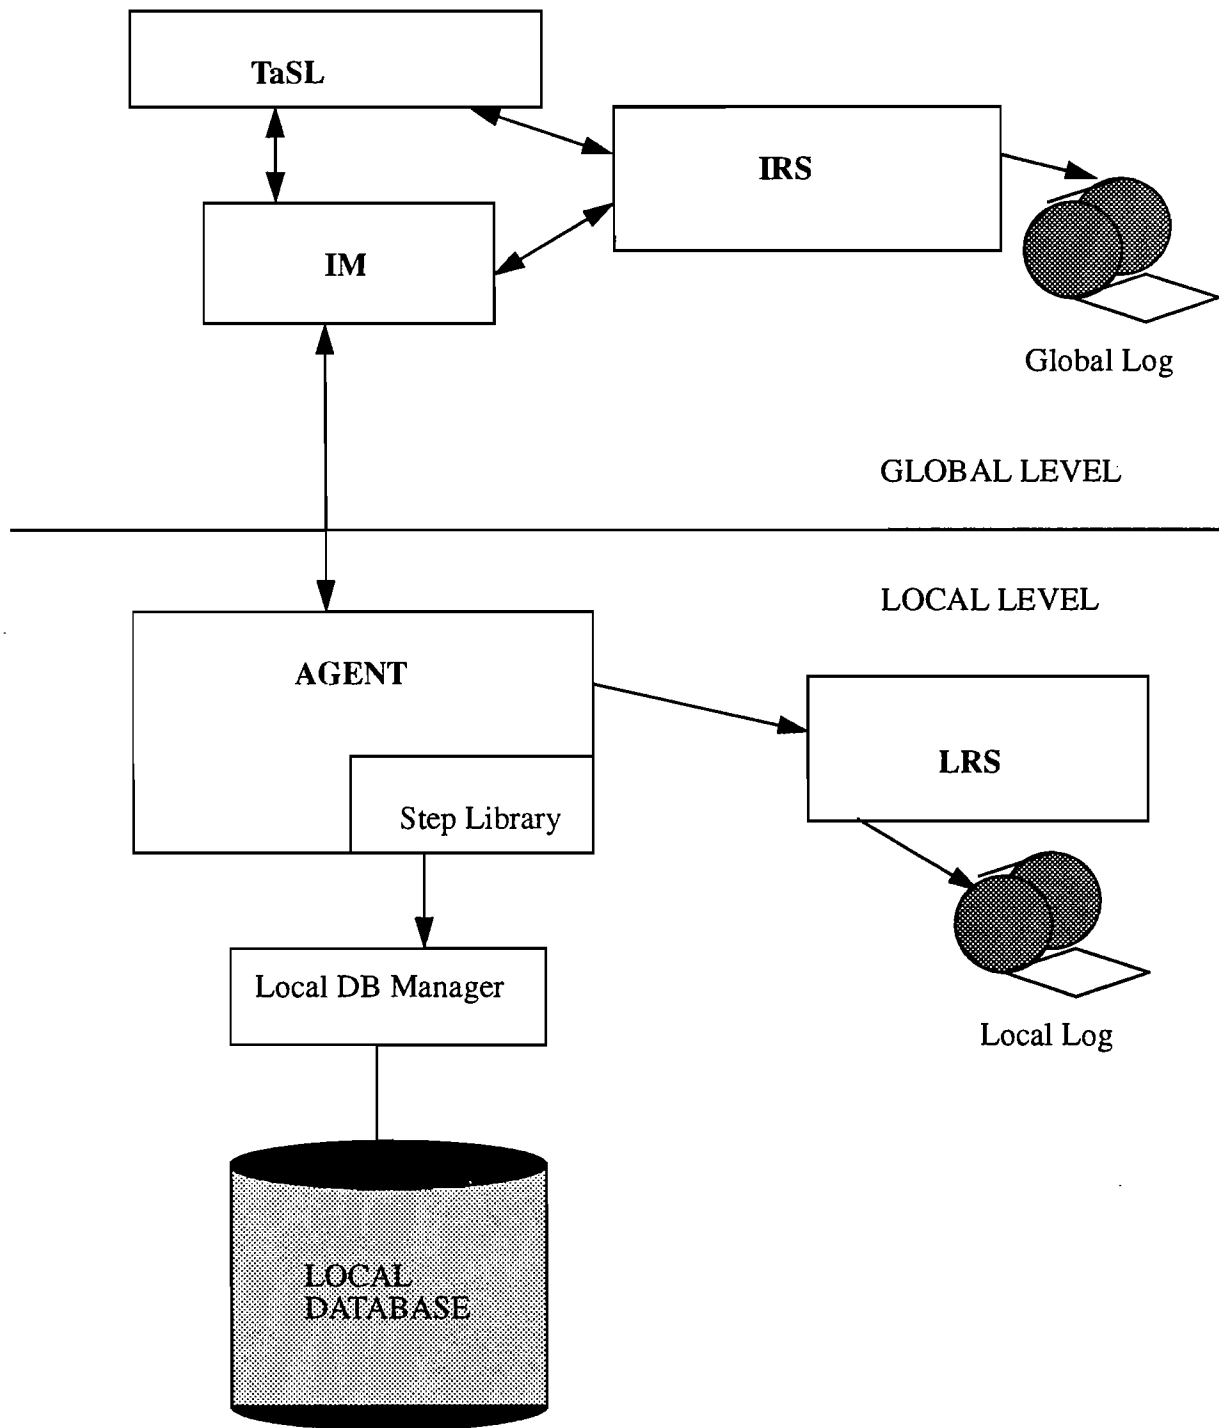 TaSL
IRS
IM
Global Log
GLOBAL LEVEL
LOCAL LEVEL
AGENT
LRS
Step Library
Local DB Manager
Local Log
LOCAL
DATABASE